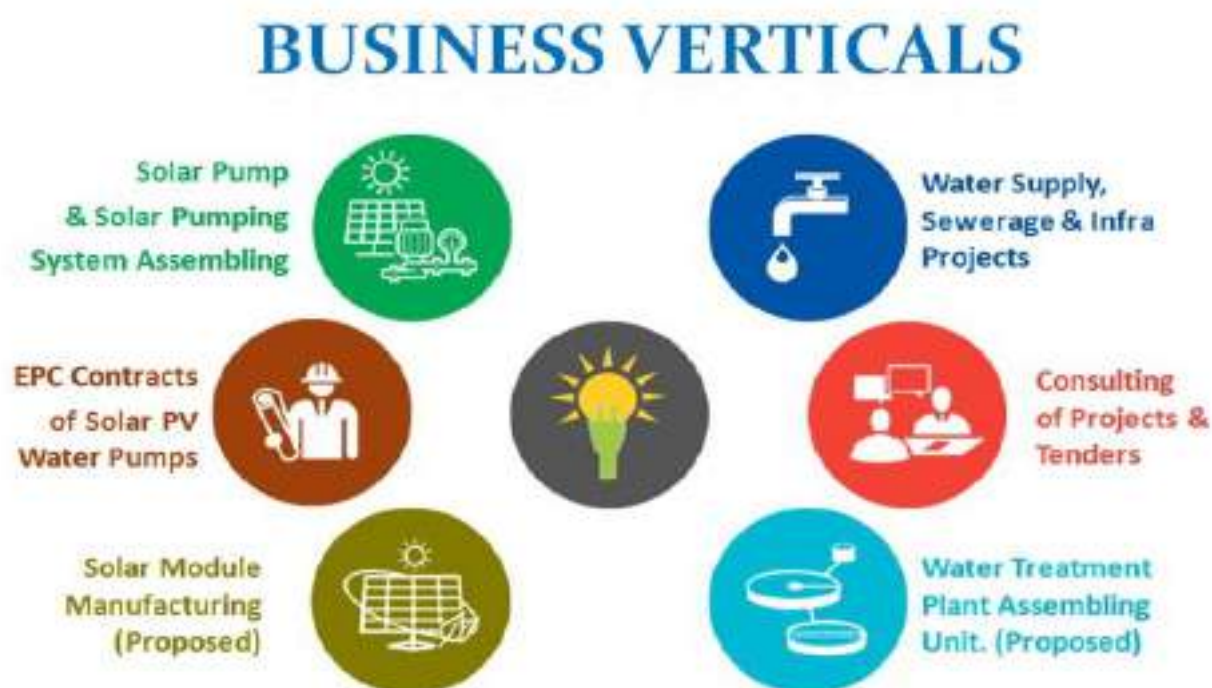 BUSINESS VERTICALS
Solar Pump
& Solar Pumping
System Assembling
Water Supply,
Sewerage & Infra
Projects
EPC Contracts
of Solar PV
Water Pumps
Consulting
of Projects &
Tenders
Solar Module
Manufacturing
(Proposed)
Water Treatment
Plant Assembling
Unit. (Proposed)